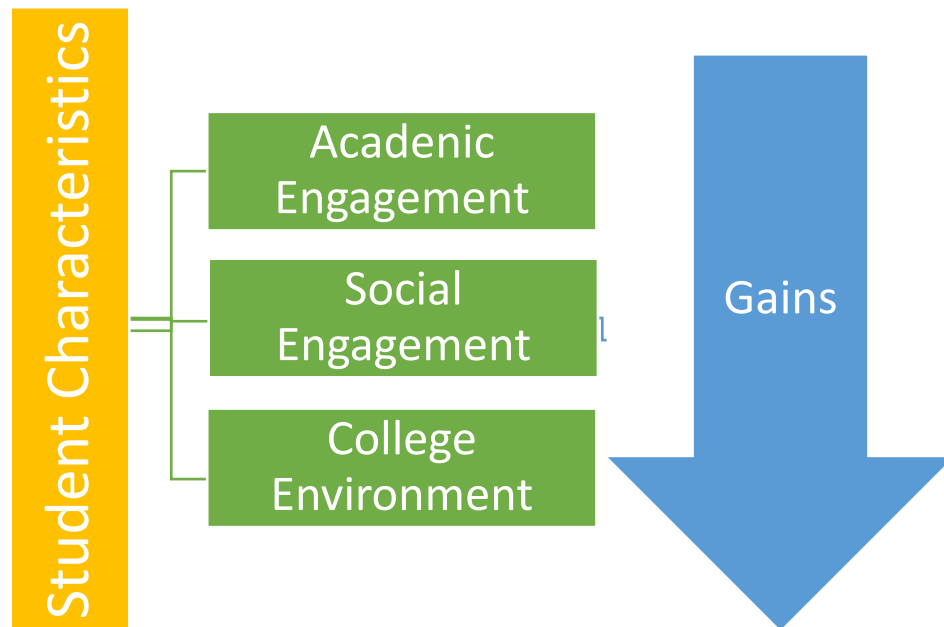 Student Characteristics
Acadenic
Engagement
Social
Engagement
College
Environment
Gains